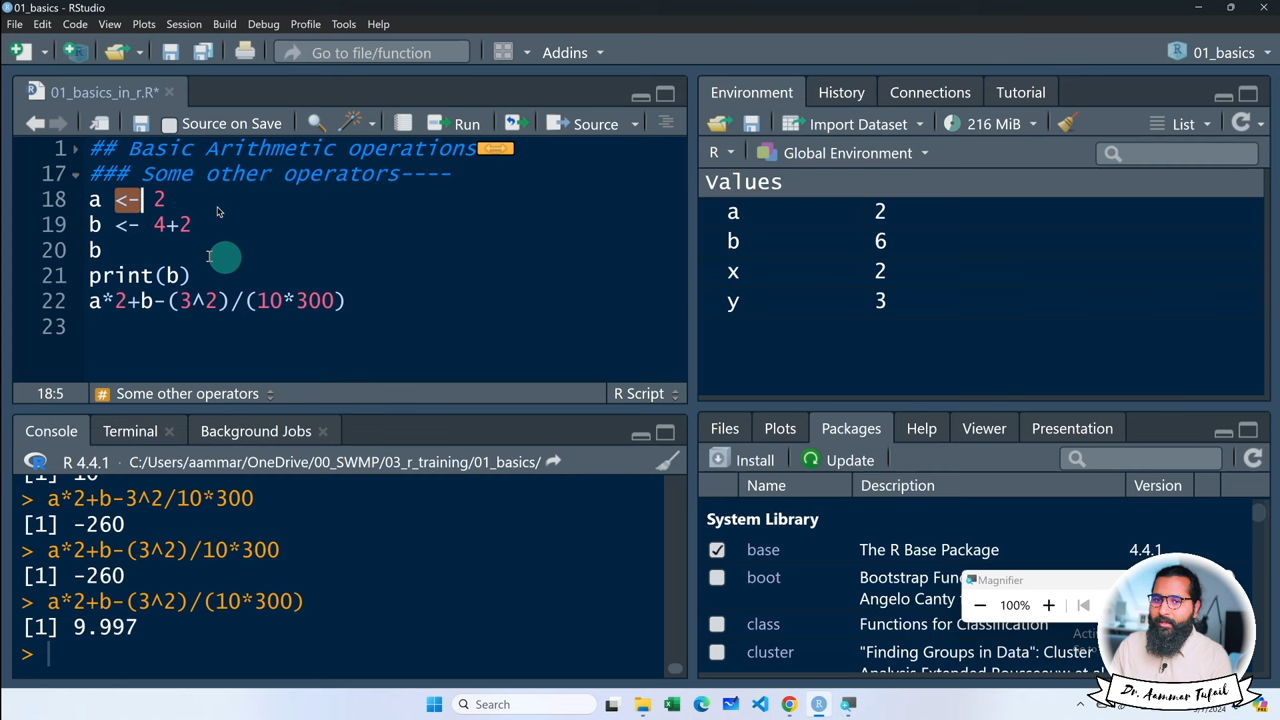 01_basics - RStudio
File Edit Code View Plots Session Build Debug Profile Tools Help
Go to file/function Addins 01_basics
01_basics_in_r.R*
Source on Save Run Source
1 ## Basic Arithmetic operations
17 ### Some other operators----
18 a <- 2
19 b <- 4+2
20 b
21 print(b)
22 a*2+b-(3^2)/(10*300)
23
18:5 # Some other operators R Script
Console Terminal Background Jobs
R 4.4.1 · C:/Users/aammar/OneDrive/00_SWMP/03_r_training/01_basics/
> a*2+b-3^2/10*300
[1] -260
> a*2+b-(3^2)/10*300
[1] -260
> a*2+b-(3^2)/(10*300)
[1] 9.997
>
Environment History Connections Tutorial
Import Dataset 216 MiB List
R Global Environment
Values
a 2
b 6
x 2
y 3
Files Plots Packages Help Viewer Presentation
Install Update
Name Description Version
System Library
base The R Base Package 4.4.1
boot Bootstrap
Angelo Canty
class Functions for Classification
cluster "Finding Groups in Data": Cluster
Analysis Extended Rousseeuw et
Magnifier
100%
Dr. Aammar Tufail
Search